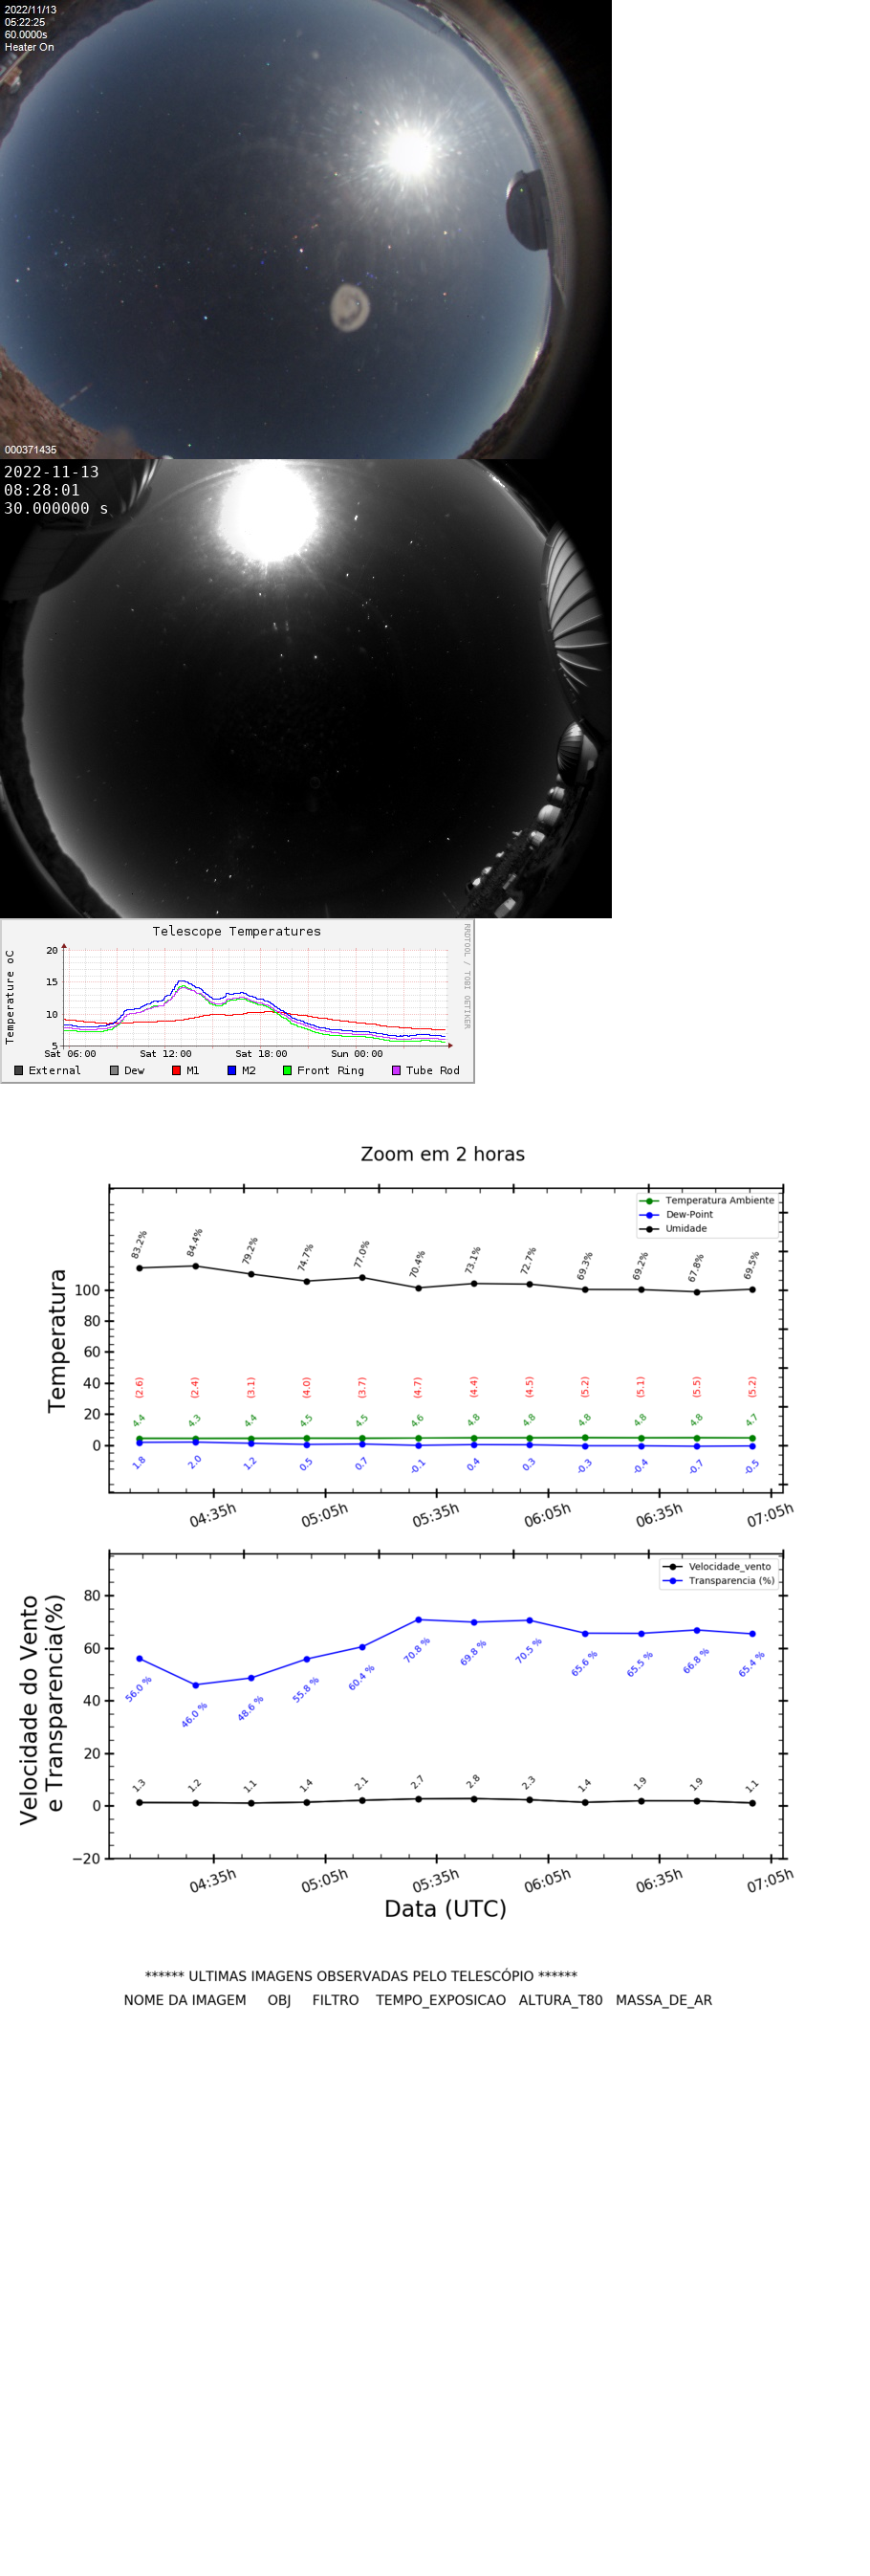 2022/11/13
05:22:25
60.0000s
Heater On
000371435
2022-11-13
08:28:01
30.000000 s
Telescope Temperatures
RRDTOOL / TOBI OETIKER
Temperature oC
20
15
10
5
Sat 06:00 Sat 12:00 Sat 18:00 Sun 00:00
External Dew M1 M2 Front Ring Tube Rod
Zoom em 2 horas
Temperatura Ambiente
Dew-Point
Umidade
83.2% 84.4% 79.2% 74.7% 77.0% 70.4% 73.1% 72.7% 69.3% 69.2% 67.8% 69.5%
Temperatura
100
80
60
40
20
0
(2.6) (2.4) (3.1) (4.0) (3.7) (4.7) (4.4) (4.5) (5.2) (5.1) (5.5) (5.2)
4.4 4.3 4.4 4.5 4.5 4.6 4.8 4.8 4.8 4.8 4.8 4.7
1.8 2.0 1.2 0.5 0.7 -0.1 0.4 0.3 -0.3 -0.4 -0.7 -0.5
04:35h 05:05h 05:35h 06:05h 06:35h 07:05h
Velocidade_vento
Transparencia (%)
Velocidade do Vento
e Transparencia(%)
80
60
40
20
0
−20
56.0 % 46.0 % 48.6 % 55.8 % 60.4 % 70.8 % 69.8 % 70.5 % 65.6 % 65.5 % 66.8 % 65.4 %
1.3 1.2 1.1 1.4 2.1 2.7 2.8 2.3 1.4 1.9 1.9 1.1
04:35h 05:05h 05:35h 06:05h 06:35h 07:05h
Data (UTC)
****** ULTIMAS IMAGENS OBSERVADAS PELO TELESCÓPIO ******
NOME DA IMAGEM OBJ FILTRO TEMPO_EXPOSICAO ALTURA_T80 MASSA_DE_AR